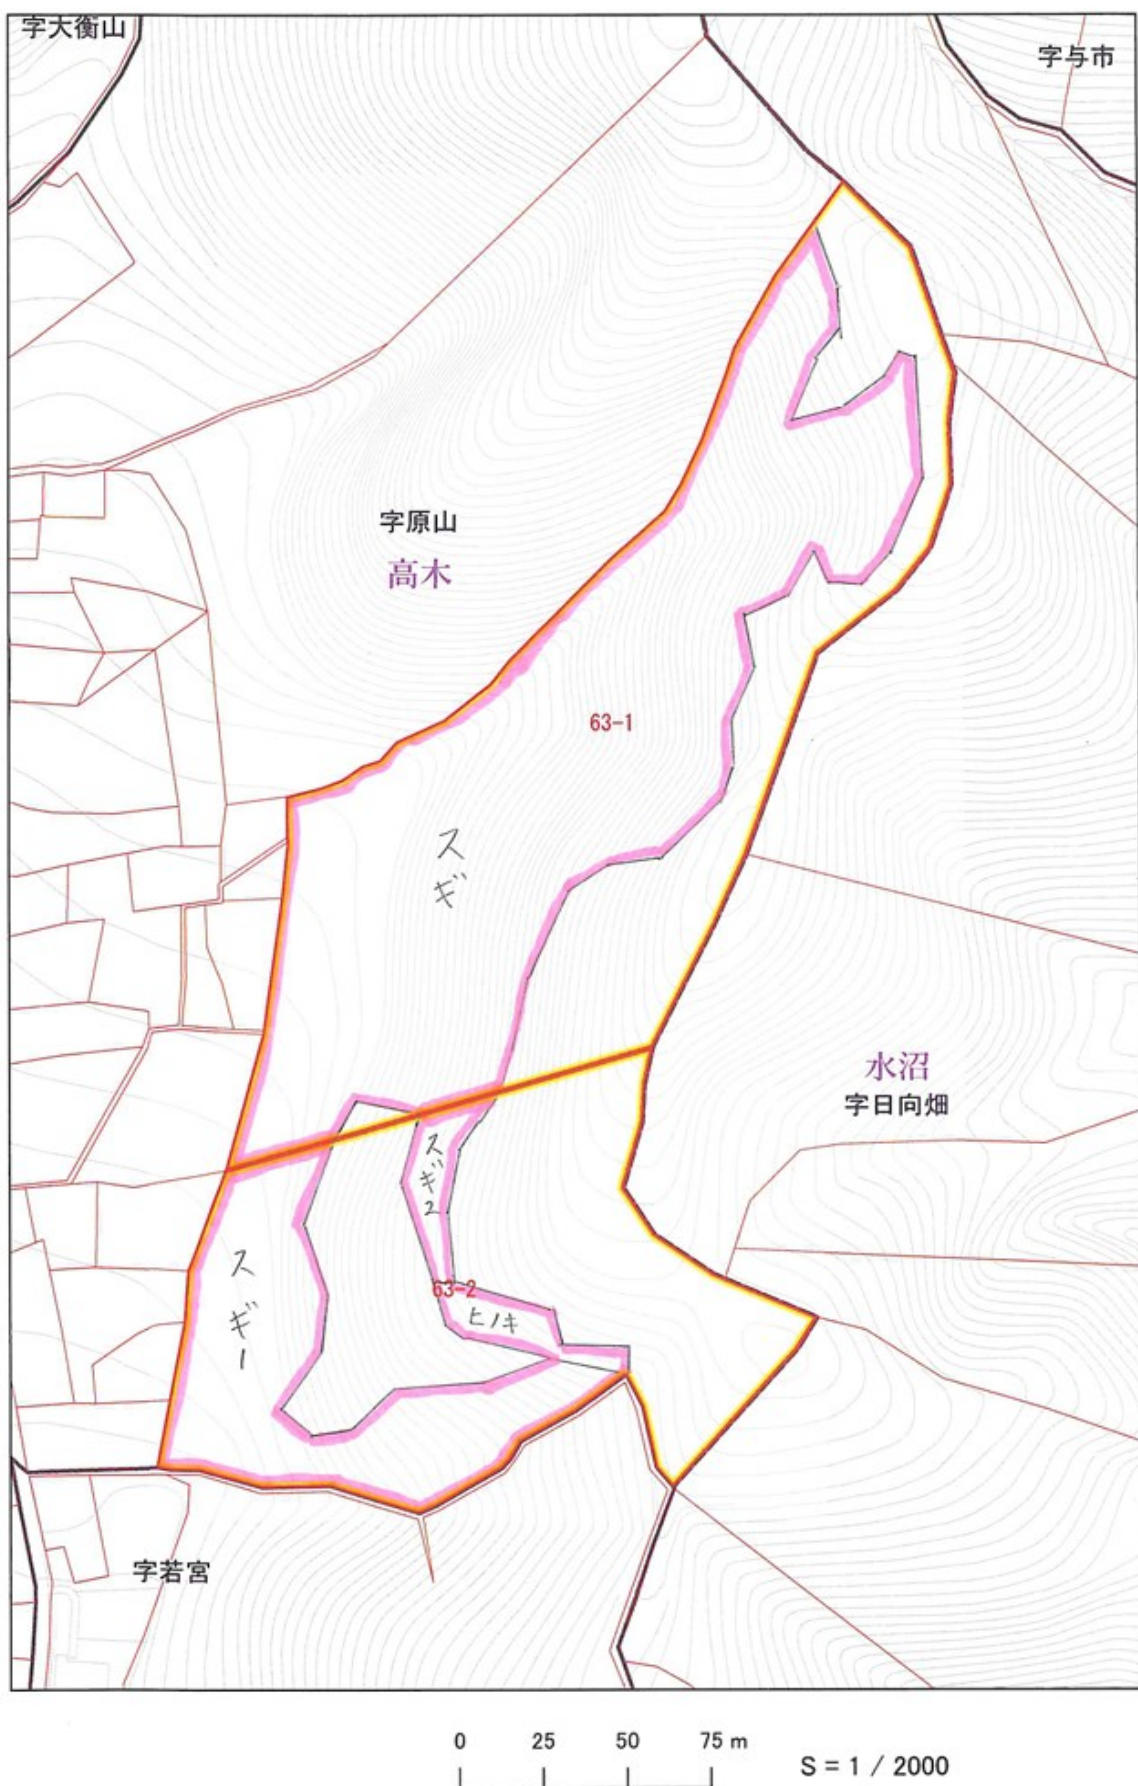 字大衡山
字与市
字原山
高木
63-1
スギ
水沼
字日向畑
スギ2
63-2
ヒノキ
スギ1
字若宮
0 25 50 75 m
S = 1 / 2000